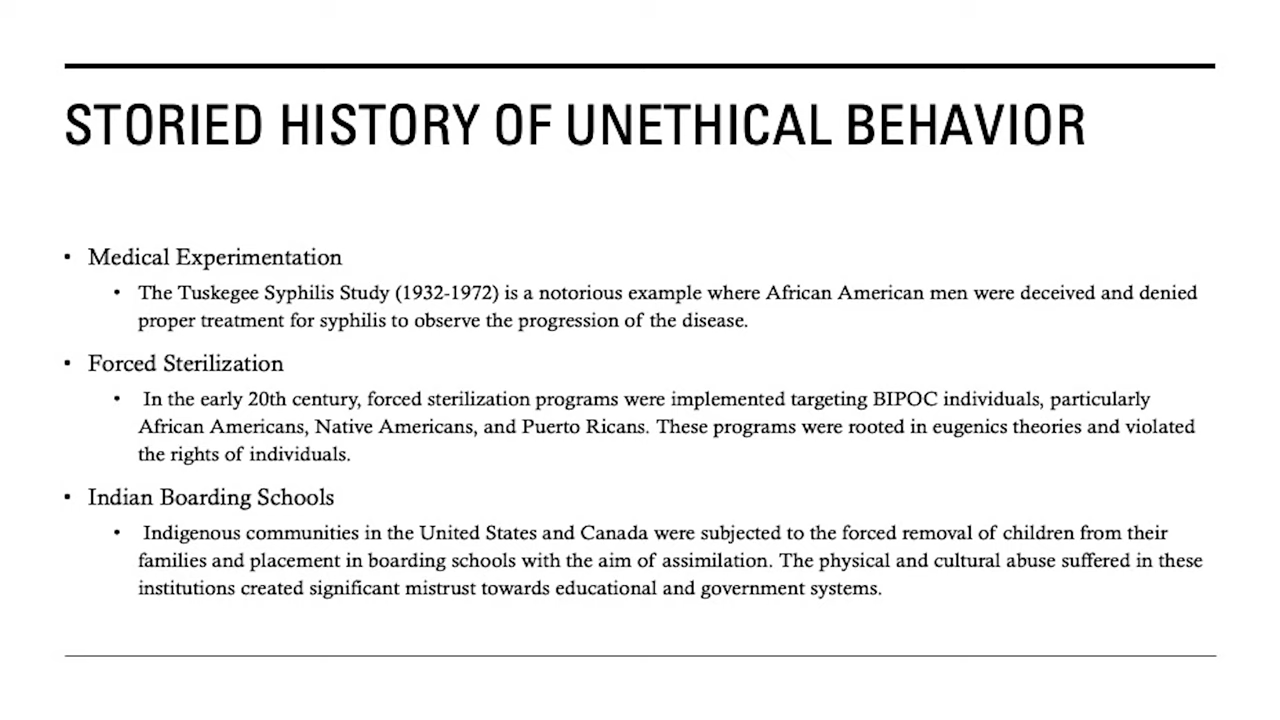 STORIED HISTORY OF UNETHICAL BEHAVIOR
• Medical Experimentation
• The Tuskegee Syphilis Study (1932-1972) is a notorious example where African American men were deceived and denied
proper treatment for syphilis to observe the progression of the disease.
• Forced Sterilization
• In the early 20th century, forced sterilization programs were implemented targeting BIPOC individuals, particularly
African Americans, Native Americans, and Puerto Ricans. These programs were rooted in eugenics theories and violated
the rights of individuals.
• Indian Boarding Schools
• Indigenous communities in the United States and Canada were subjected to the forced removal of children from their
families and placement in boarding schools with the aim of assimilation. The physical and cultural abuse suffered in these
institutions created significant mistrust towards educational and government systems.